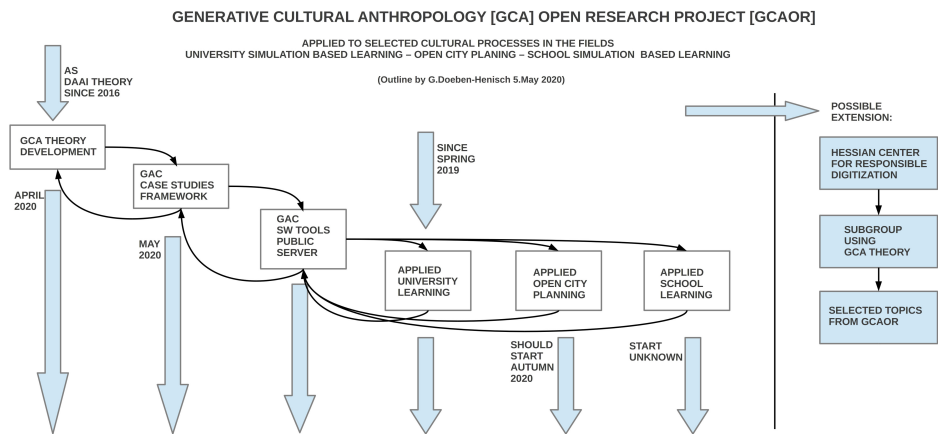 GENERATIVE CULTURAL ANTHROPOLOGY [GCA] OPEN RESEARCH PROJECT [GCAOR]
APPLIED TO SELECTED CULTURAL PROCESSES IN THE FIELDS
UNIVERSITY SIMULATION BASED LEARNING – OPEN CITY PLANING – SCHOOL SIMULATION BASED LEARNING
(Outline by G.Doeben-Henisch 5.May 2020)
AS
DAAI THEORY
SINCE 2016
GCA THEORY
DEVELOPMENT
APRIL
2020
GAC
CASE STUDIES
FRAMEWORK
MAY
2020
GAC
SW TOOLS
PUBLIC
SERVER
SINCE
SPRING
2019
APPLIED
UNIVERSITY
LEARNING
APPLIED
OPEN CITY
PLANNING
APPLIED
SCHOOL
LEARNING
SHOULD
START
AUTUMN
2020
START
UNKNOWN
POSSIBLE
EXTENSION:
HESSIAN CENTER
FOR RESPONSIBLE
DIGITIZATION
SUBGROUP
USING
GCA THEORY
SELECTED TOPICS
FROM GCAOR